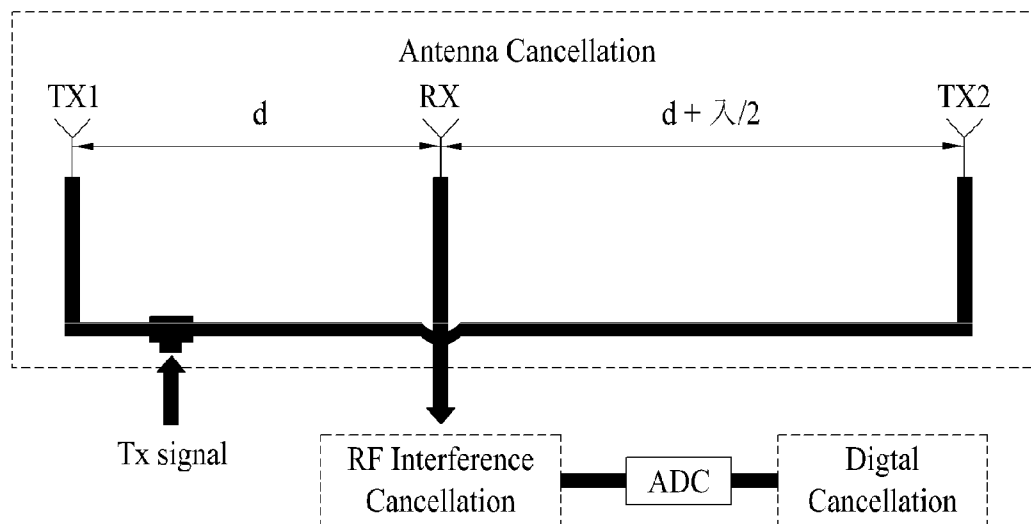 Antenna Cancellation
TX1
RX
TX2
d
d + 入/2
Tx signal
RF Interference
Cancellation
ADC
Digtal
Cancellation